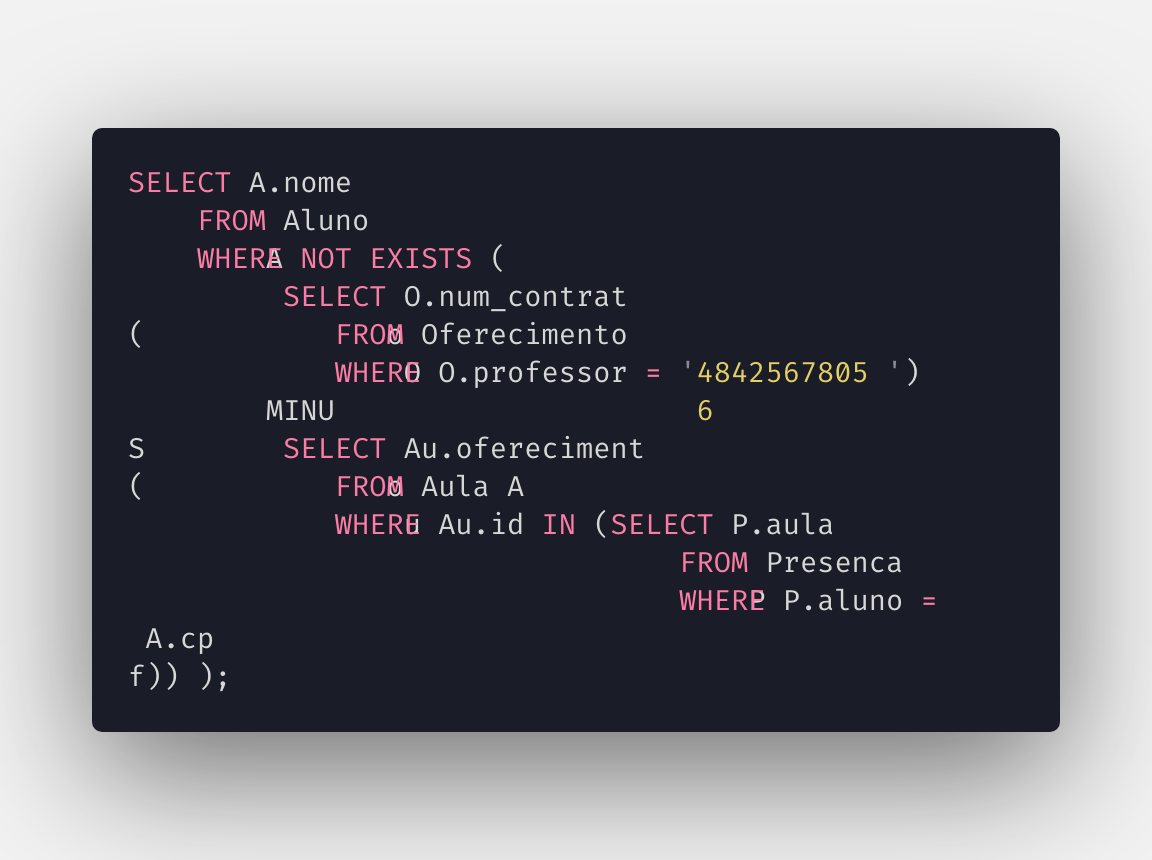 SELECT A.nome
FROM Aluno
WHERE A NOT EXISTS (
SELECT O.num_contrat
( FROM o Oferecimento
WHERE O O.professor = '4842567805 ')
MINU 6
S SELECT Au.ofereciment
( FROM o Aula A
WHERE u Au.id IN (SELECT P.aula
FROM Presenca
WHERE P P.aluno =
A.cp
f)) );